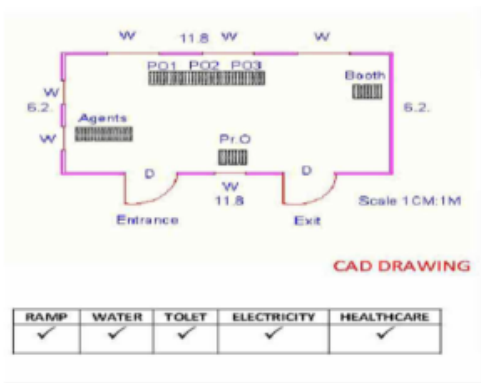 W 11.8 W W
PO1 PO2 PO3
Booth
W
6.2. 6.2.
Agents
W
Pr.O
D D
W
11.8
Scale 1CM:1M
Entrance Exit
CAD DRAWING
RAMP WATER TOLET ELECTRICITY HEALTHCARE
✓ ✓ ✓ ✓ ✓